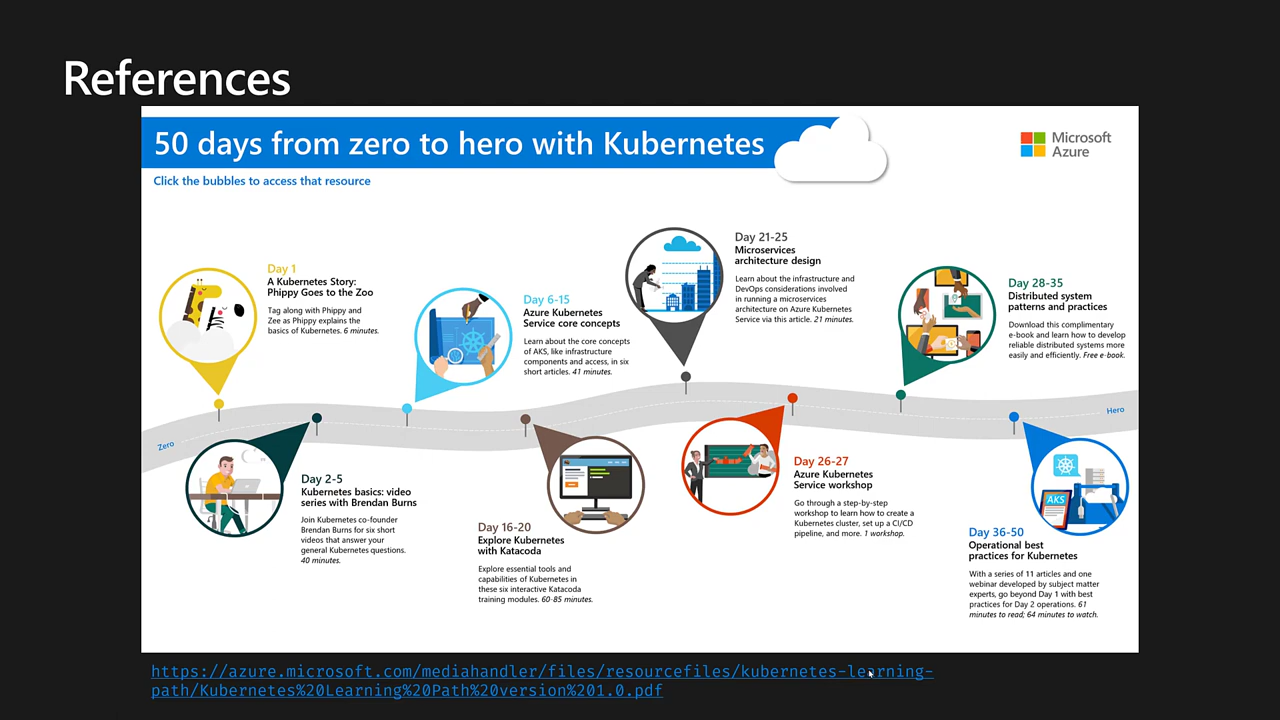 References
50 days from zero to hero with Kubernetes
Microsoft
Azure
Click the bubbles to access that resource
Day 1
A Kubernetes Story:
Phippy Goes to the Zoo
Tag along with Phippy and
Zee as Phippy explains the
basics of Kubernetes. 6 minutes.
Day 6-15
Azure Kubernetes
Service core concepts
Learn about the core concepts
of AKS, like infrastructure
components and access, in six
short articles. 41 minutes.
Day 21-25
Microservices
architecture design
Learn about the infrastructure and
DevOps considerations involved
in running a microservices
architecture on Azure Kubernetes
Service via this article. 21 minutes.
Day 28-35
Distributed system
patterns and practices
Download this complimentary
e-book and learn how to develop
reliable distributed systems more
easily and efficiently. Free e-book.
Zero
Hero
Day 2-5
Kubernetes basics: video
series with Brendan Burns
Join Kubernetes co-founder
Brendan Burns for six short
videos that answer your
general Kubernetes questions.
40 minutes.
Day 16-20
Explore Kubernetes
with Katacoda
Explore essential tools and
capabilities of Kubernetes in
these six interactive Katacoda
training modules. 60-85 minutes.
Day 26-27
Azure Kubernetes
Service workshop
Go through a step-by-step
workshop to learn how to create a
Kubernetes cluster, set up a CI/CD
pipeline, and more. 1 workshop.
AKS
Day 36-50
Operational best
practices for Kubernetes
With a series of 11 articles and one
webinar developed by subject matter
experts, go beyond Day 1 with best
practices for Day 2 operations. 61
minutes to read; 64 minutes to watch.
https://azure.microsoft.com/mediahandler/files/resourcefiles/kubernetes-learning-
path/Kubernetes%20Learning%20Path%20version%201.0.pdf